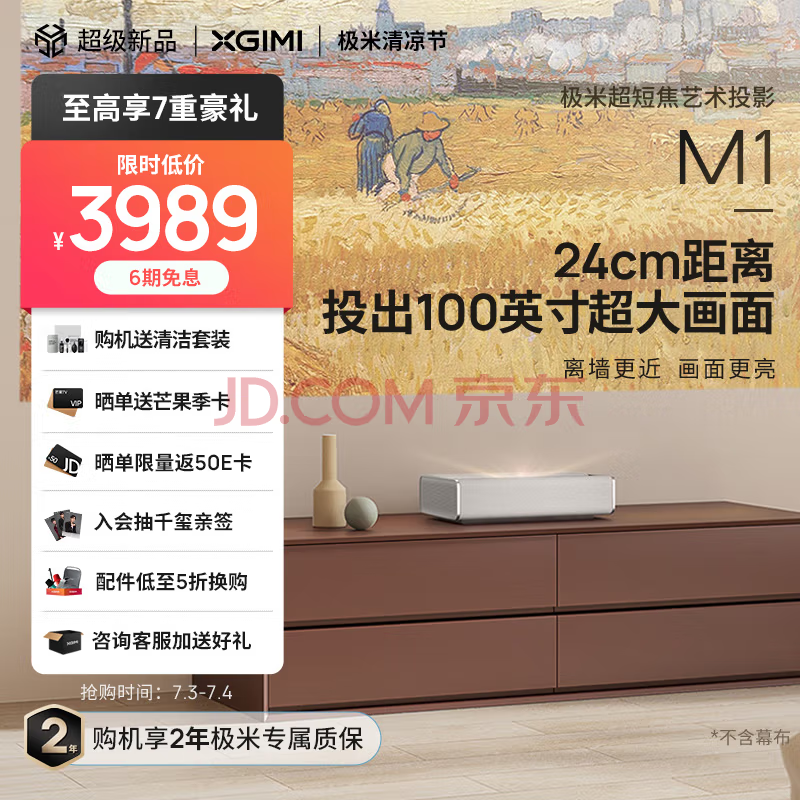 超级新品 | XGIMI | 极米清凉节
至高享7重豪礼
限时低价
¥3989
6期免息
极米超短焦艺术投影
M1
24cm距离
投出100英寸超大画面
离墙更近 画面更亮
JD.COM 京东
购机送清洁套装
VIP
晒单送芒果季卡
50
JD
晒单限量返50E卡
入会抽千玺亲签
配件低至5折换购
XGIMI
咨询客服加送好礼
抢购时间：7.3-7.4
2年
购机享2年极米专属质保
*不含幕布